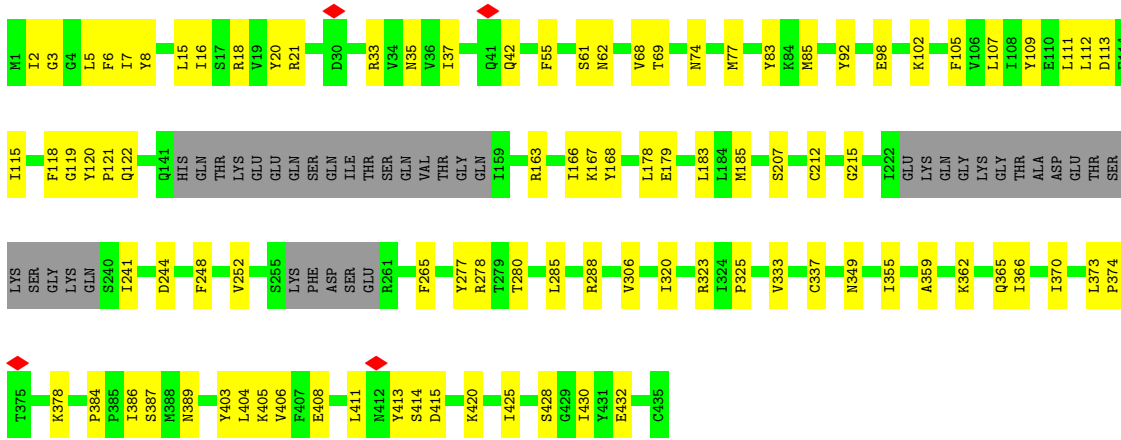 M1 I2 G3 G4 L5 F6 I7 Y8 L15 I16 S17 R18 V19 Y20 R21 D30 R33 V34 N35 V36 I37 Q41 Q42 F55 S61 N62 V68 T69 N74 M77 Y83 K84 M85 Y92 E98 K102 F105 V106 L107 I108 Y109 E110 L111 L112 D113
I115 F118 G119 Y120 P121 Q122 Q141 HIS GLN THR LYS GLU GLU GLN SER GLN ILE THR SER GLN VAL THR GLY GLN I159 R163 I166 K167 Y168 L178 E179 L183 L184 M185 S207 C212 G215 I222 GLU LYS GLN GLY LYS GLY THR ALA ASP GLU THR SER
LYS SER GLY LYS GLN S240 I241 D244 F248 V252 S255 LYS PHE ASP SER GLU R261 F265 Y277 R278 T279 T280 L285 R288 V306 I320 R323 I324 P325 V333 C337 N349 I355 A359 K362 Q365 I366 I370 L373 P374
T375 K378 P384 P385 I386 S387 M388 N389 Y403 L404 K405 V406 F407 E408 L411 N412 Y413 S414 D415 K420 I425 S428 G429 I430 Y431 E432 C435